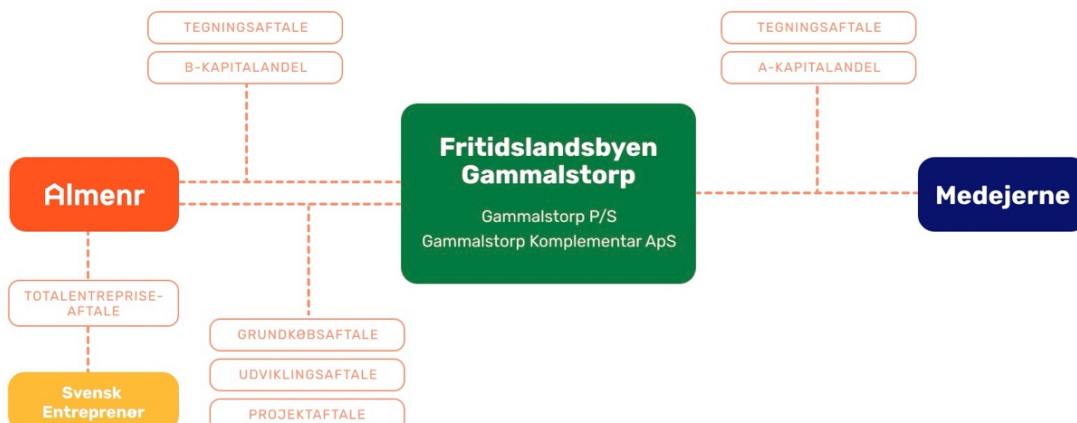 TEGNINGSAFTALE
B-KAPITALANDEL
TEGNINGSAFTALE
A-KAPITALANDEL
Fritidslandsbyen
Gammalstorp
Gammalstorp P/S
Gammalstorp Komplementar ApS
Almenr
Medejerne
TOTALENTREPRISE-
AFTALE
GRUNDKØBSAFTALE
UDVIKLINGSAFTALE
PROJEKTAFTALE
Svensk
Entreprenør